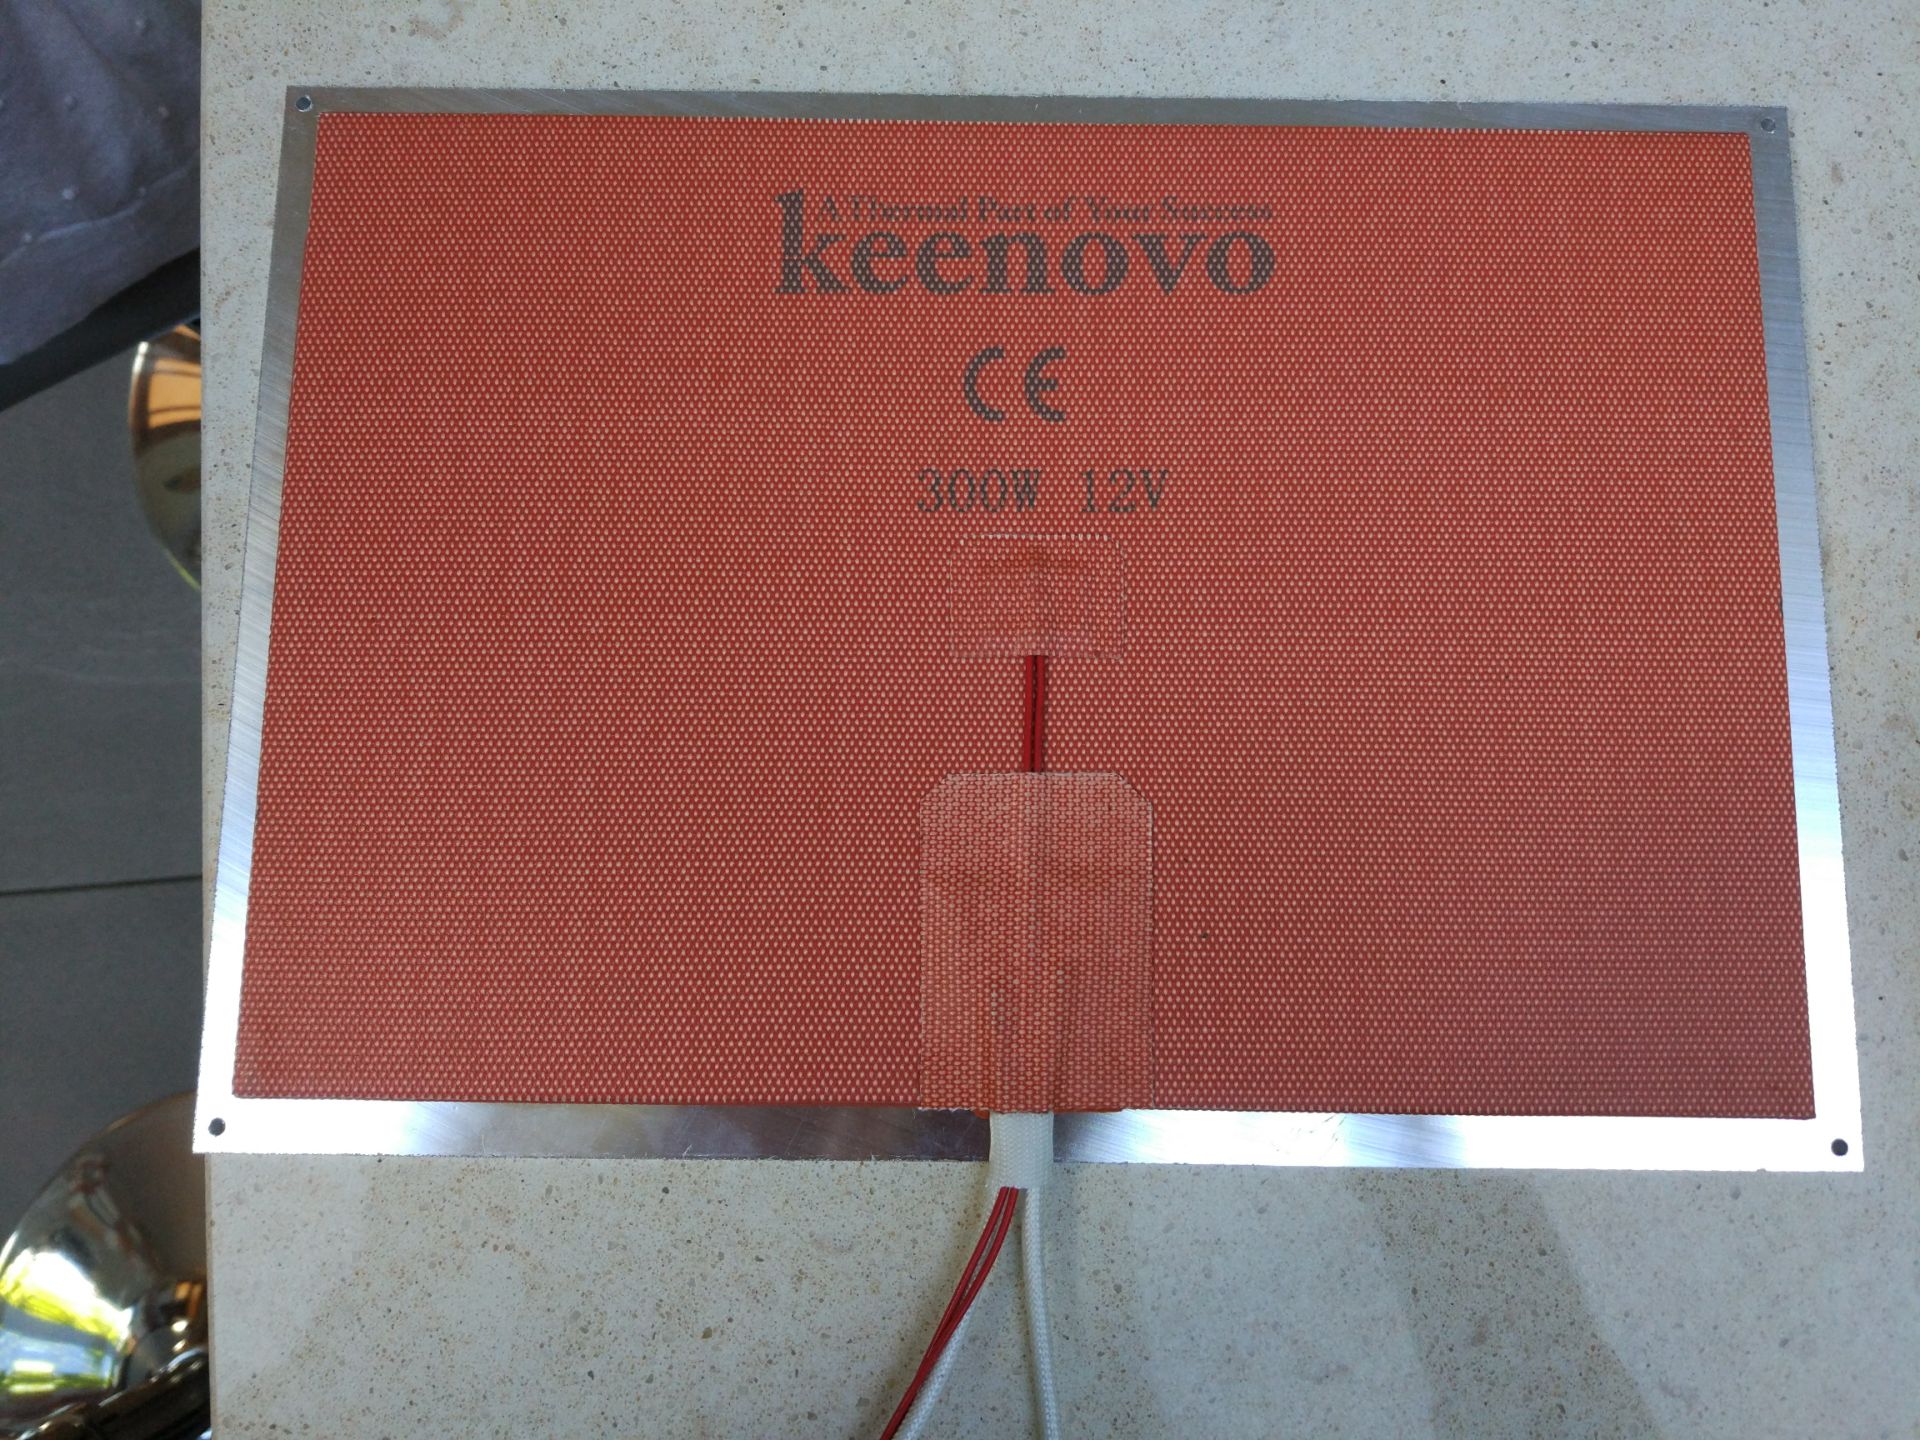 A Thermal Part of Your Success
keenovo
CE
300W 12V